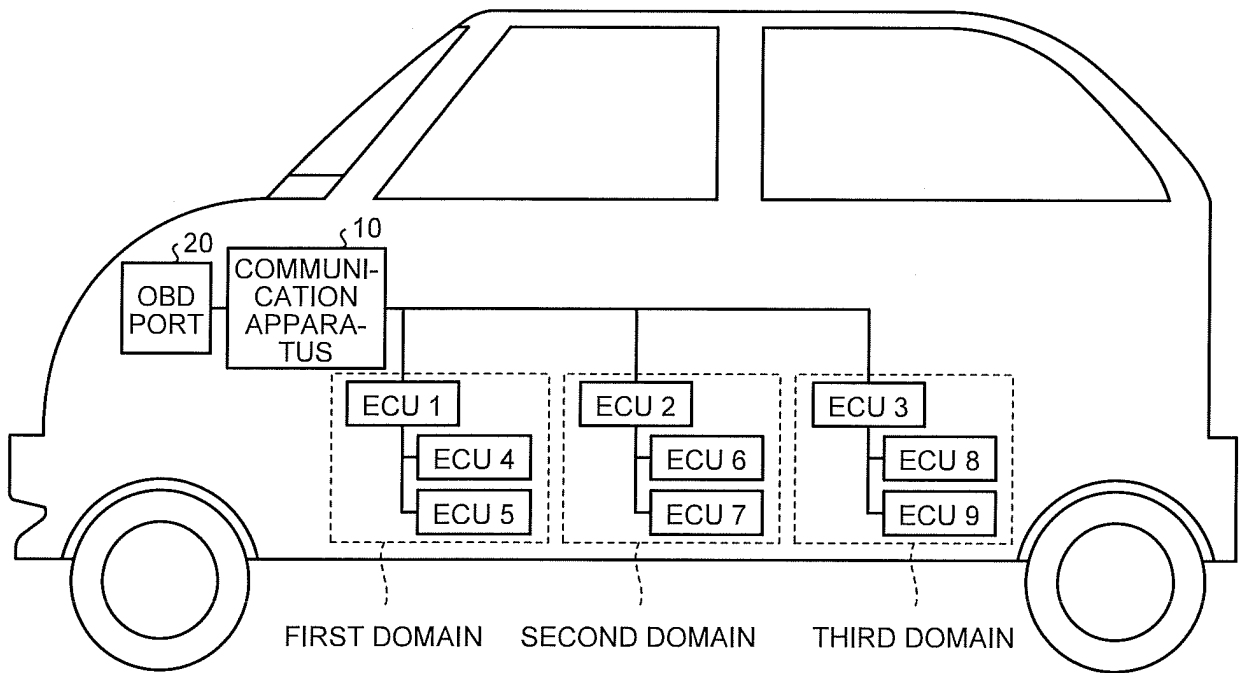 20
10
OBD
PORT
COMMUNI-
CATION
APPARA-
TUS
ECU 1
ECU 2
ECU 3
ECU 4
ECU 6
ECU 8
ECU 5
ECU 7
ECU 9
FIRST DOMAIN
SECOND DOMAIN
THIRD DOMAIN